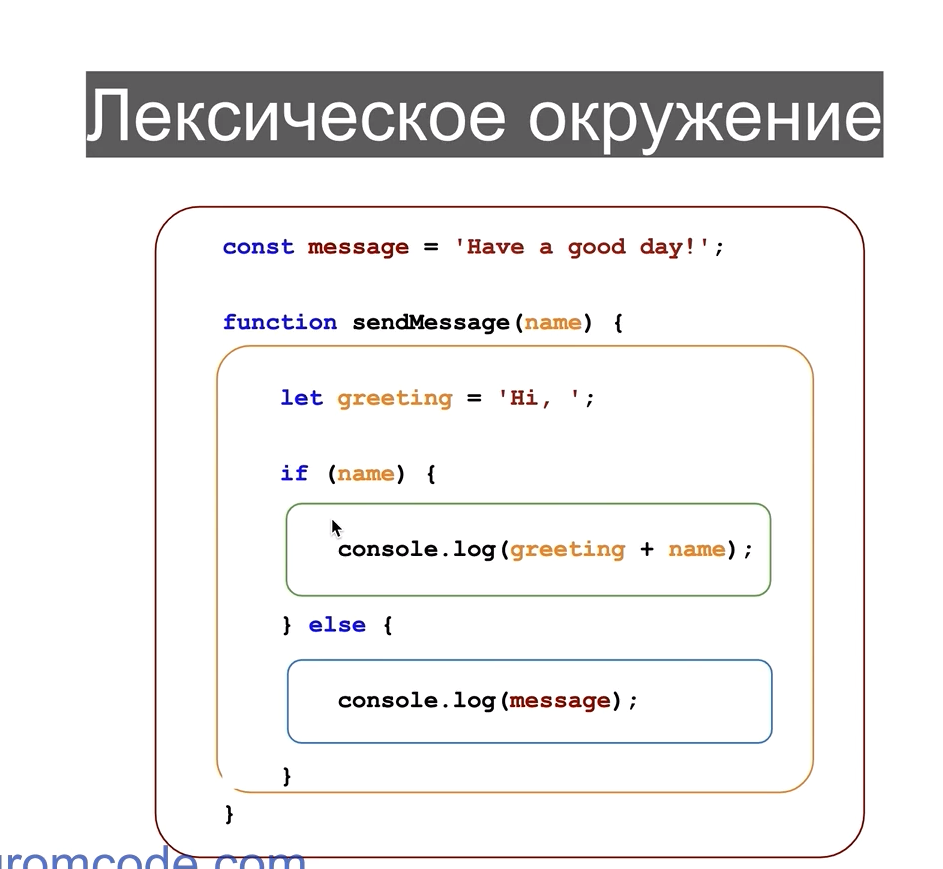 Лексическое окружение
const message = 'Have a good day!';
function sendMessage(name) {
let greeting = 'Hi, ';
if (name) {
console.log(greeting + name);
} else {
console.log(message);
}
}
gromcode.com